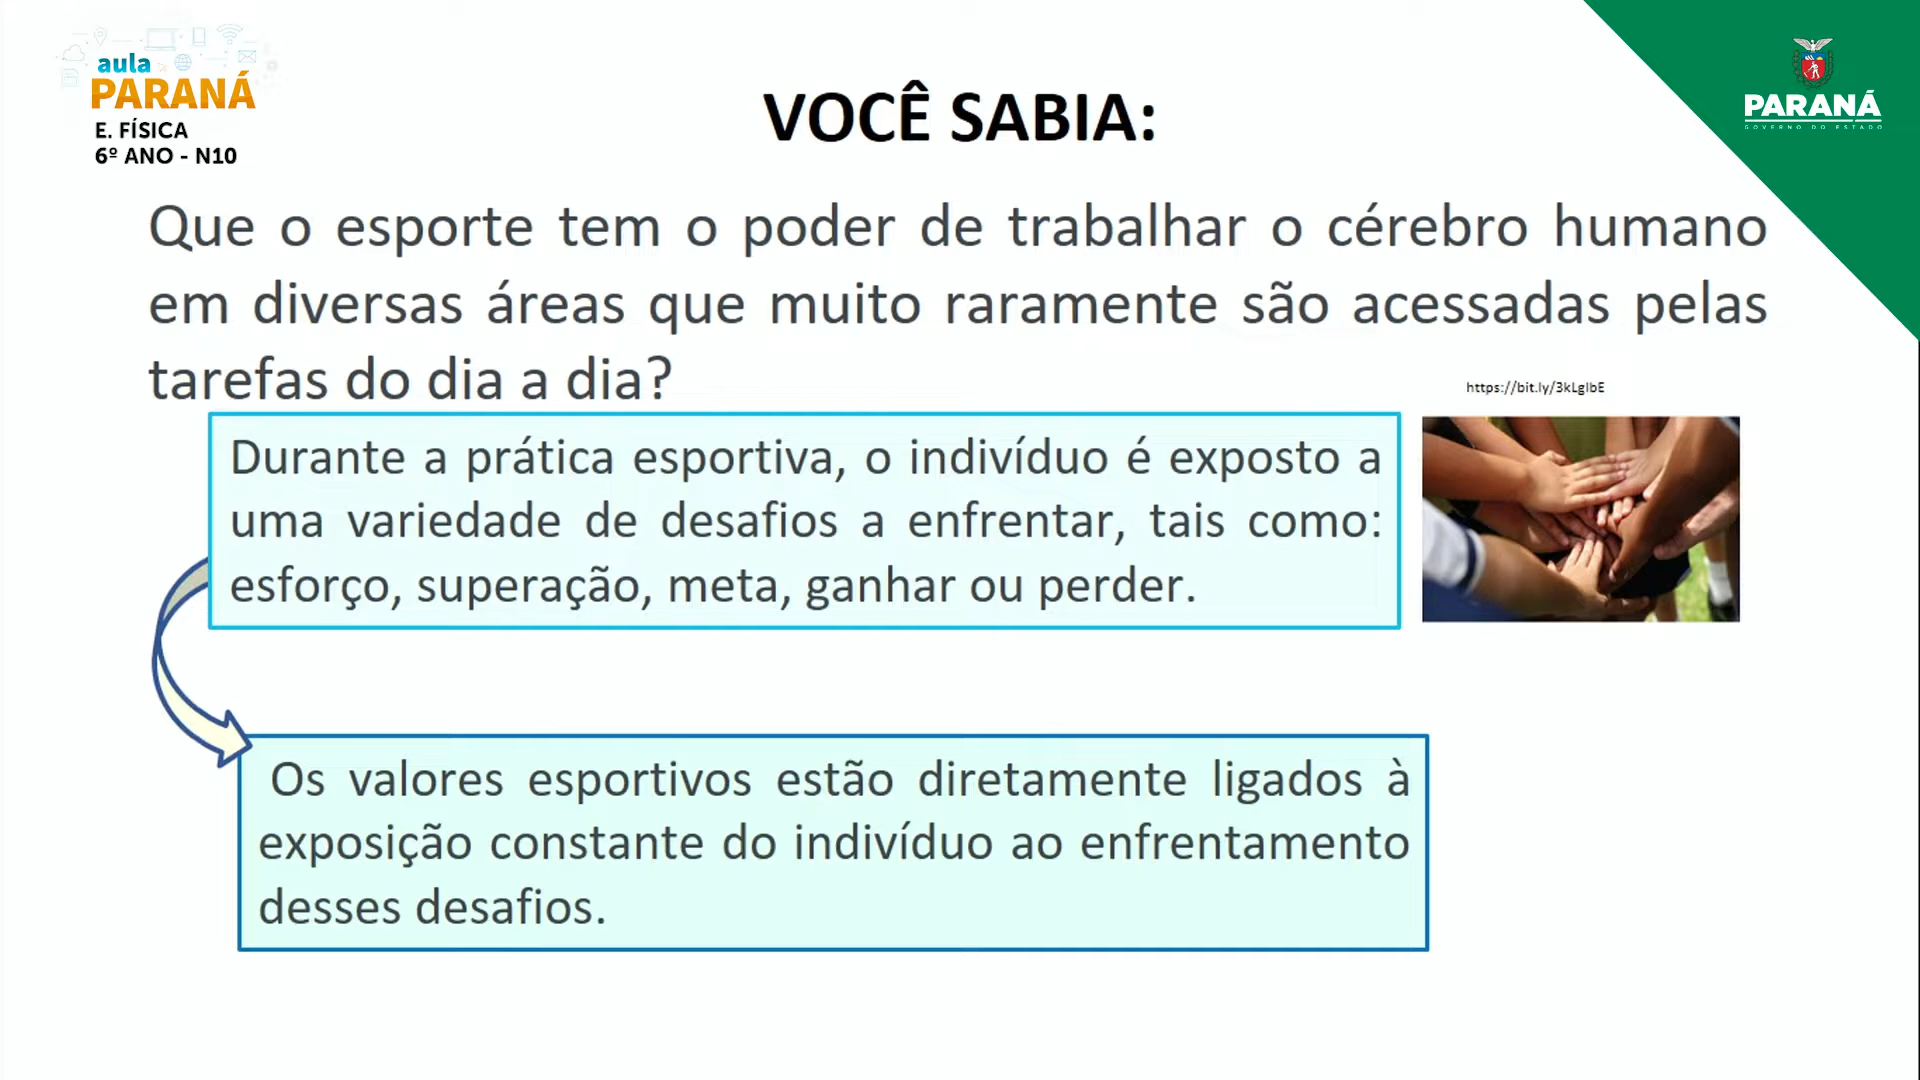 aula
PARANÁ
E. FÍSICA
6º ANO - N10
PARANÁ
GOVERNO DO ESTADO
VOCÊ SABIA:
Que o esporte tem o poder de trabalhar o cérebro humano
em diversas áreas que muito raramente são acessadas pelas
tarefas do dia a dia?
https://bit.ly/3kLglbE
Durante a prática esportiva, o indivíduo é exposto a
uma variedade de desafios a enfrentar, tais como:
esforço, superação, meta, ganhar ou perder.
Os valores esportivos estão diretamente ligados à
exposição constante do indivíduo ao enfrentamento
desses desafios.